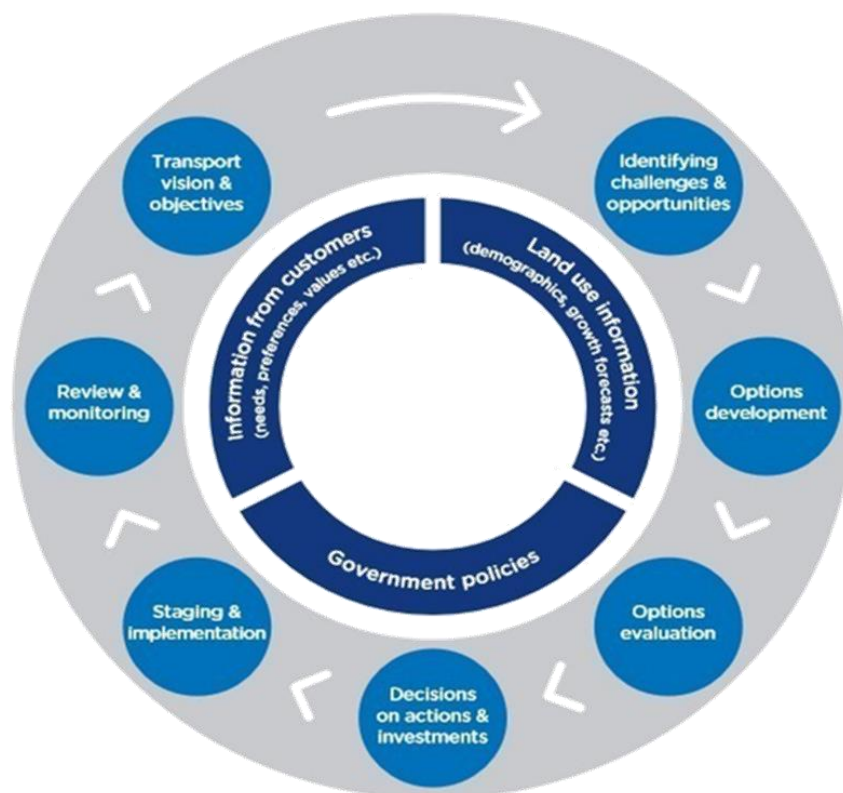 Transport
vision &
objectives
Identifying
challenges &
opportunities
Options
development
Options
evaluation
Decisions
on actions &
investments
Staging &
implementation
Review &
monitoring
Information from customers
(needs, preferences, values etc.)
Land use information
(demographics, growth forecasts etc.)
Government policies